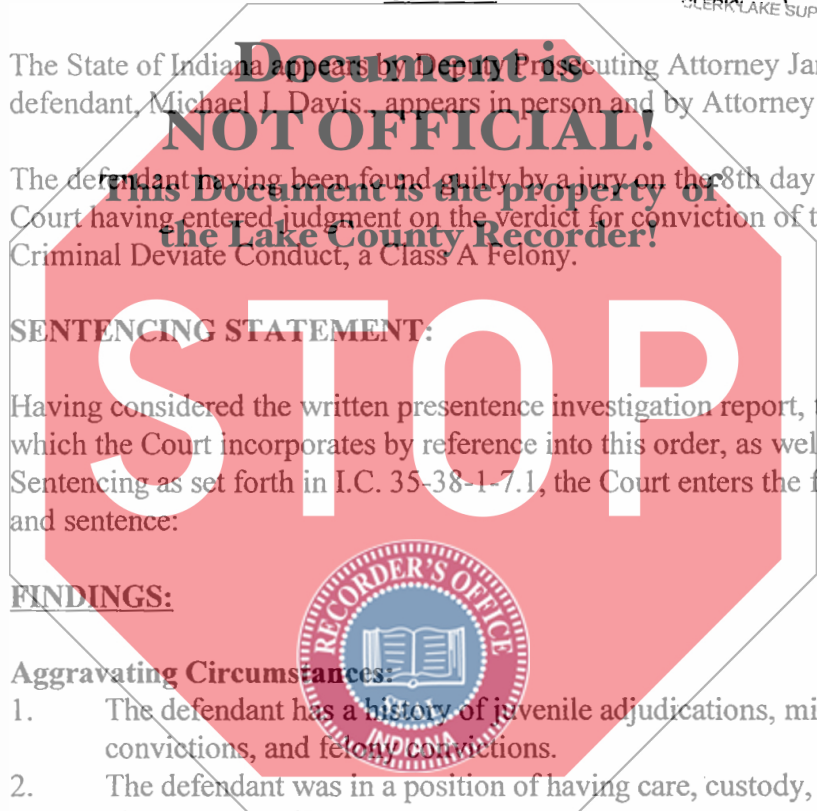 CLERK LAKE SUP
The State of Indiana appears by Deputy Prosecuting Attorney
defendant, Michael J. Davis, appears in person and by Attorney
The defendant having been found guilty by a jury on the 8th day
Court having entered judgment on the verdict for conviction of
Criminal Deviate Conduct, a Class A Felony.
Document is
NOT OFFICIAL!
This Document is the property of
the Lake County Recorder!
STOP
SENTENCING STATEMENT:
Having considered the written presentence investigation report,
which the Court incorporates by reference into this order, as
Sentencing as set forth in I.C. 35-38-1-7.1, the Court enters the
and sentence:
FINDINGS:
RECORDER'S OFFICE
SEAL
INDIANA
Aggravating Circumstances:
1. The defendant has a history of juvenile adjudications,
convictions, and felony convictions.
2. The defendant was in a position of having care, custody,